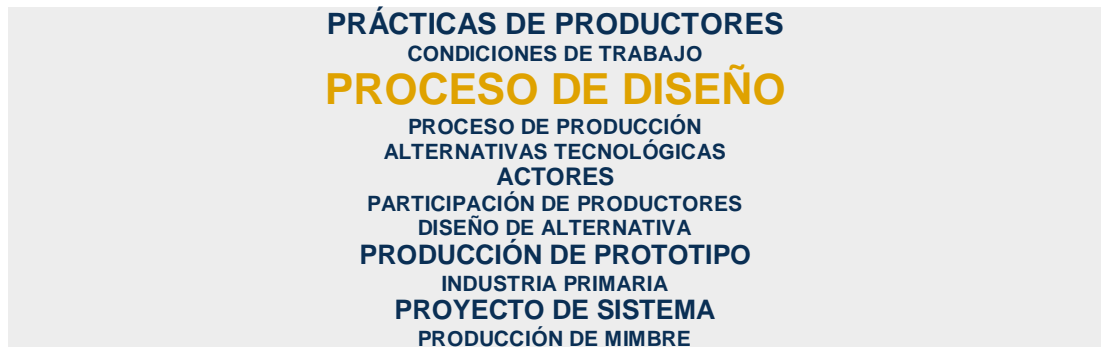 PRÁCTICAS DE PRODUCTORES
CONDICIONES DE TRABAJO
PROCESO DE DISEÑO
PROCESO DE PRODUCCIÓN
ALTERNATIVAS TECNOLÓGICAS
ACTORES
PARTICIPACIÓN DE PRODUCTORES
DISEÑO DE ALTERNATIVA
PRODUCCIÓN DE PROTOTIPO
INDUSTRIA PRIMARIA
PROYECTO DE SISTEMA
PRODUCCIÓN DE MIMBRE